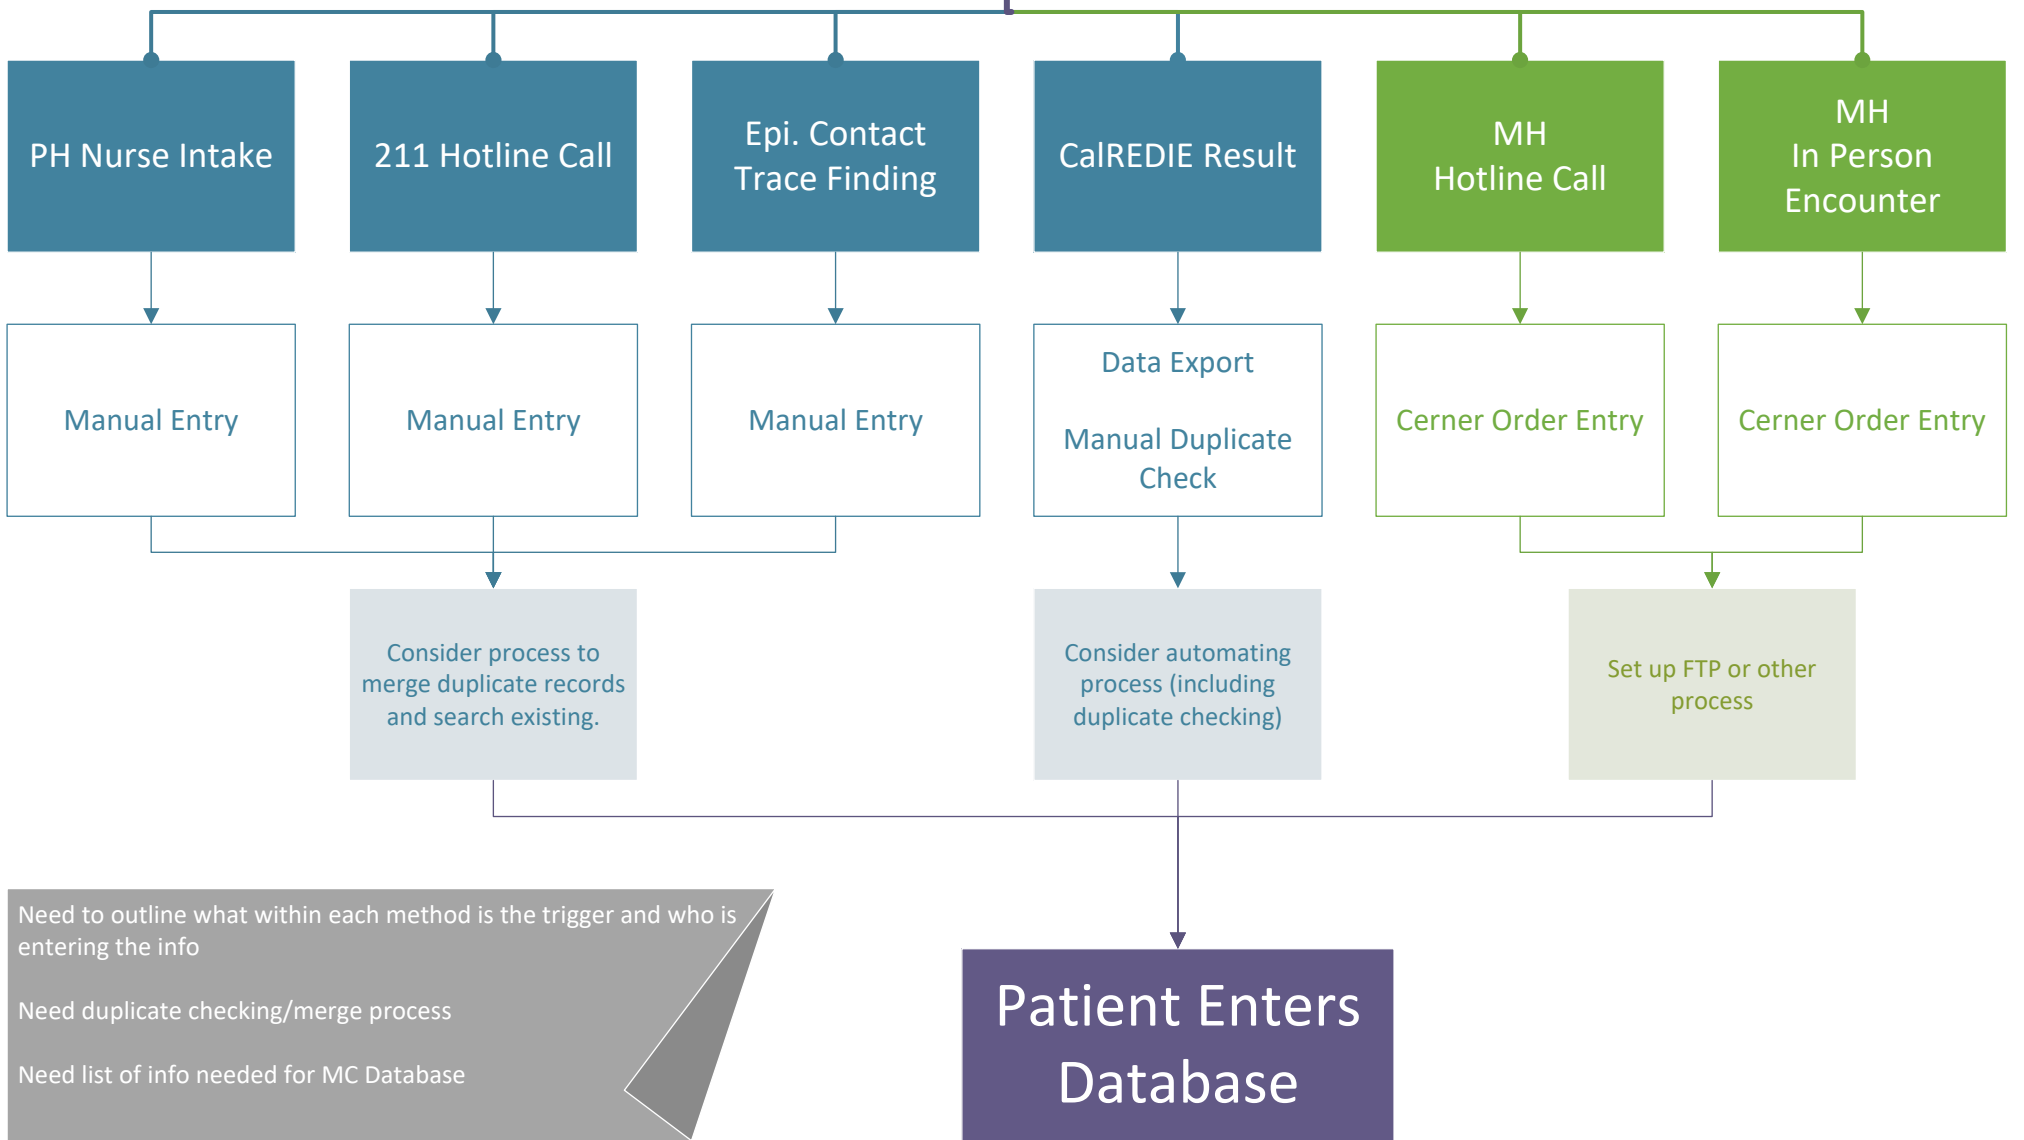 PH Nurse Intake
211 Hotline Call
Epi. Contact
Trace Finding
CalREDIE Result
MH
Hotline Call
MH
In Person
Encounter
Manual Entry
Manual Entry
Manual Entry
Data Export
Manual Duplicate
Check
Cerner Order Entry
Cerner Order Entry
Consider process to
merge duplicate records
and search existing.
Consider automating
process (including
duplicate checking)
Set up FTP or other
process
Need to outline what within each method is the trigger and who is
entering the info
Need duplicate checking/merge process
Need list of info needed for MC Database
Patient Enters
Database